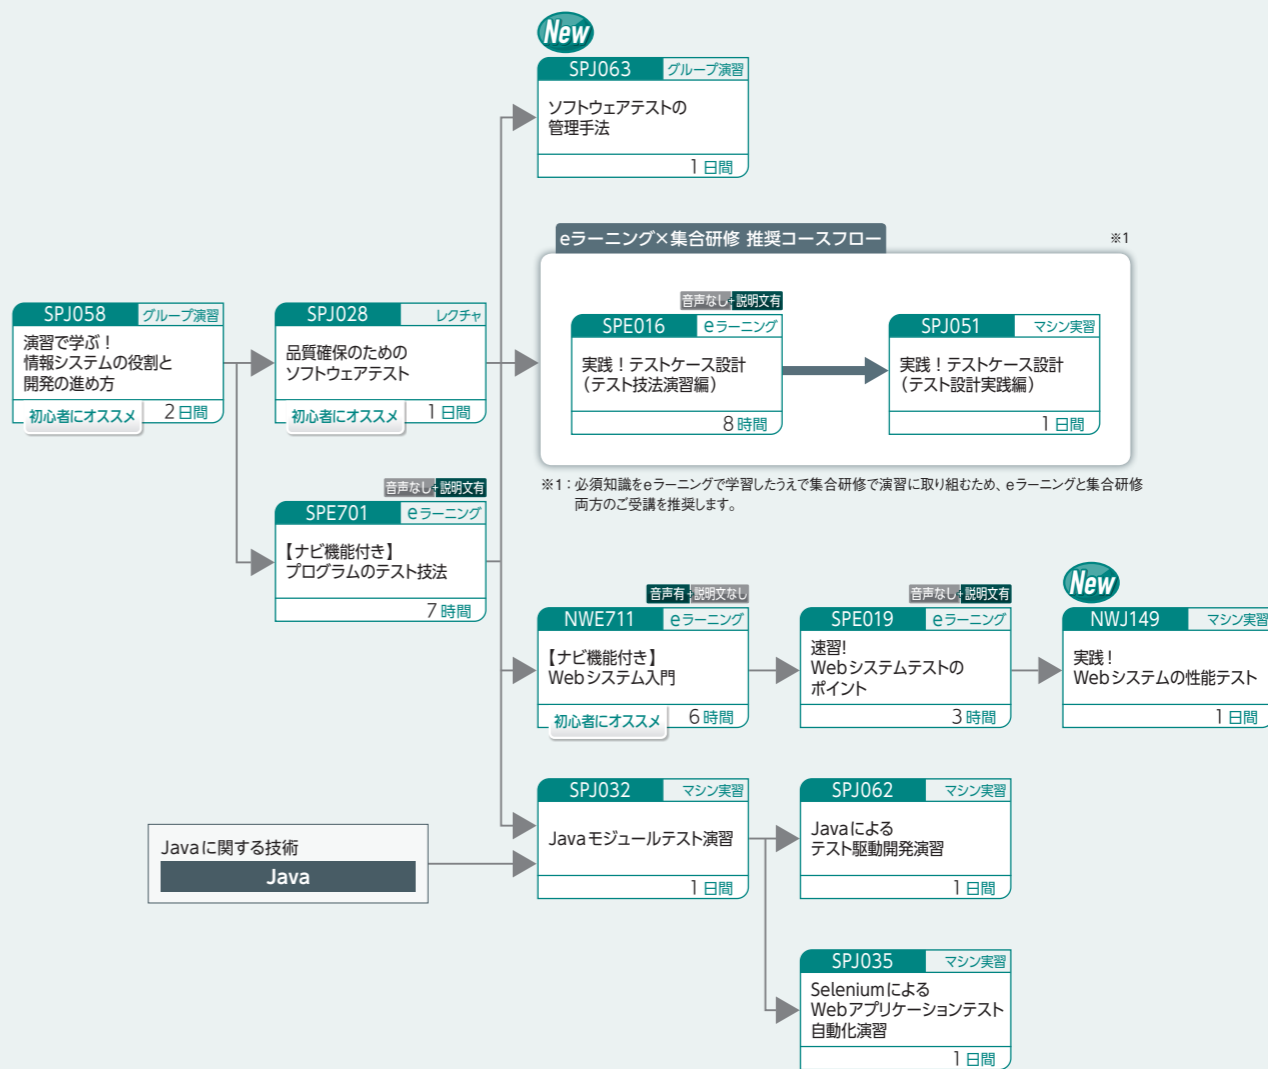 New
SPJ063 グループ演習
ソフトウェアテストの
管理手法
1日間
eラーニング×集合研修 推奨コースフロー
※1
SPJ058 グループ演習
演習で学ぶ!
情報システムの役割と
開発の進め方
初心者にオススメ 2日間
SPJ028 レクチャ
品質確保のための
ソフトウェアテスト
初心者にオススメ 1日間
音声なし+説明文有
SPE016 eラーニング
実践!テストケース設計
(テスト技法演習編)
8時間
SPJ051 マシン実習
実践!テストケース設計
(テスト設計実践編)
1日間
※1:必須知識をeラーニングで学習したうえで集合研修で演習に取り組むため、eラーニングと集合研修
両方のご受講を推奨します。
音声なし+説明文有
SPE701 eラーニング
【ナビ機能付き】
プログラムのテスト技法
7時間
音声有+説明文なし
NWE711 eラーニング
【ナビ機能付き】
Webシステム入門
初心者にオススメ 6時間
音声なし+説明文有
SPE019 eラーニング
速習!
Webシステムテストの
ポイント
3時間
New
NWJ149 マシン実習
実践!
Webシステムの性能テスト
1日間
Javaに関する技術
Java
SPJ032 マシン実習
Javaモジュールテスト演習
1日間
SPJ062 マシン実習
Javaによる
テスト駆動開発演習
1日間
SPJ035 マシン実習
Seleniumによる
Webアプリケーションテスト
自動化演習
1日間